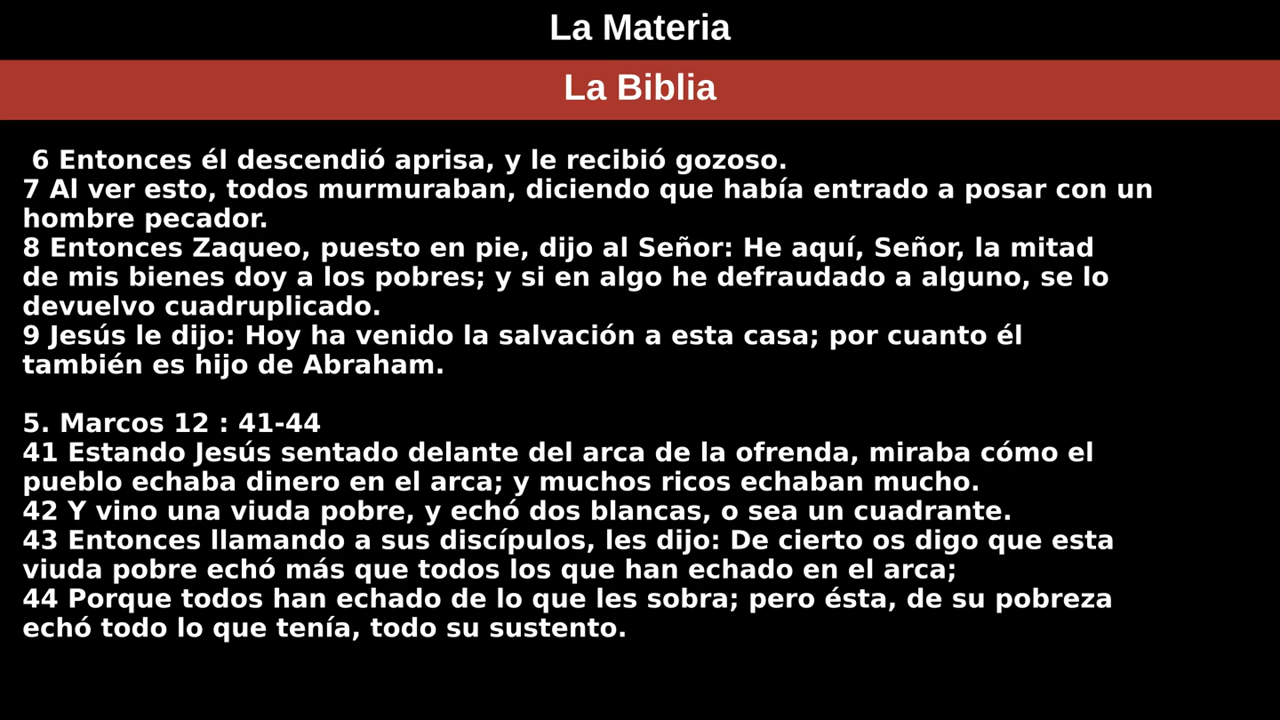 La Materia
La Biblia
6 Entonces él descendió aprisa, y le recibió gozoso.
7 Al ver esto, todos murmuraban, diciendo que había entrado a posar con un
hombre pecador.
8 Entonces Zaqueo, puesto en pie, dijo al Señor: He aquí, Señor, la mitad
de mis bienes doy a los pobres; y si en algo he defraudado a alguno, se lo
devuelvo cuadruplicado.
9 Jesús le dijo: Hoy ha venido la salvación a esta casa; por cuanto él
también es hijo de Abraham.
5. Marcos 12 : 41-44
41 Estando Jesús sentado delante del arca de la ofrenda, miraba cómo el
pueblo echaba dinero en el arca; y muchos ricos echaban mucho.
42 Y vino una viuda pobre, y echó dos blancas, o sea un cuadrante.
43 Entonces llamando a sus discípulos, les dijo: De cierto os digo que esta
viuda pobre echó más que todos los que han echado en el arca;
44 Porque todos han echado de lo que les sobra; pero ésta, de su pobreza
echó todo lo que tenía, todo su sustento.